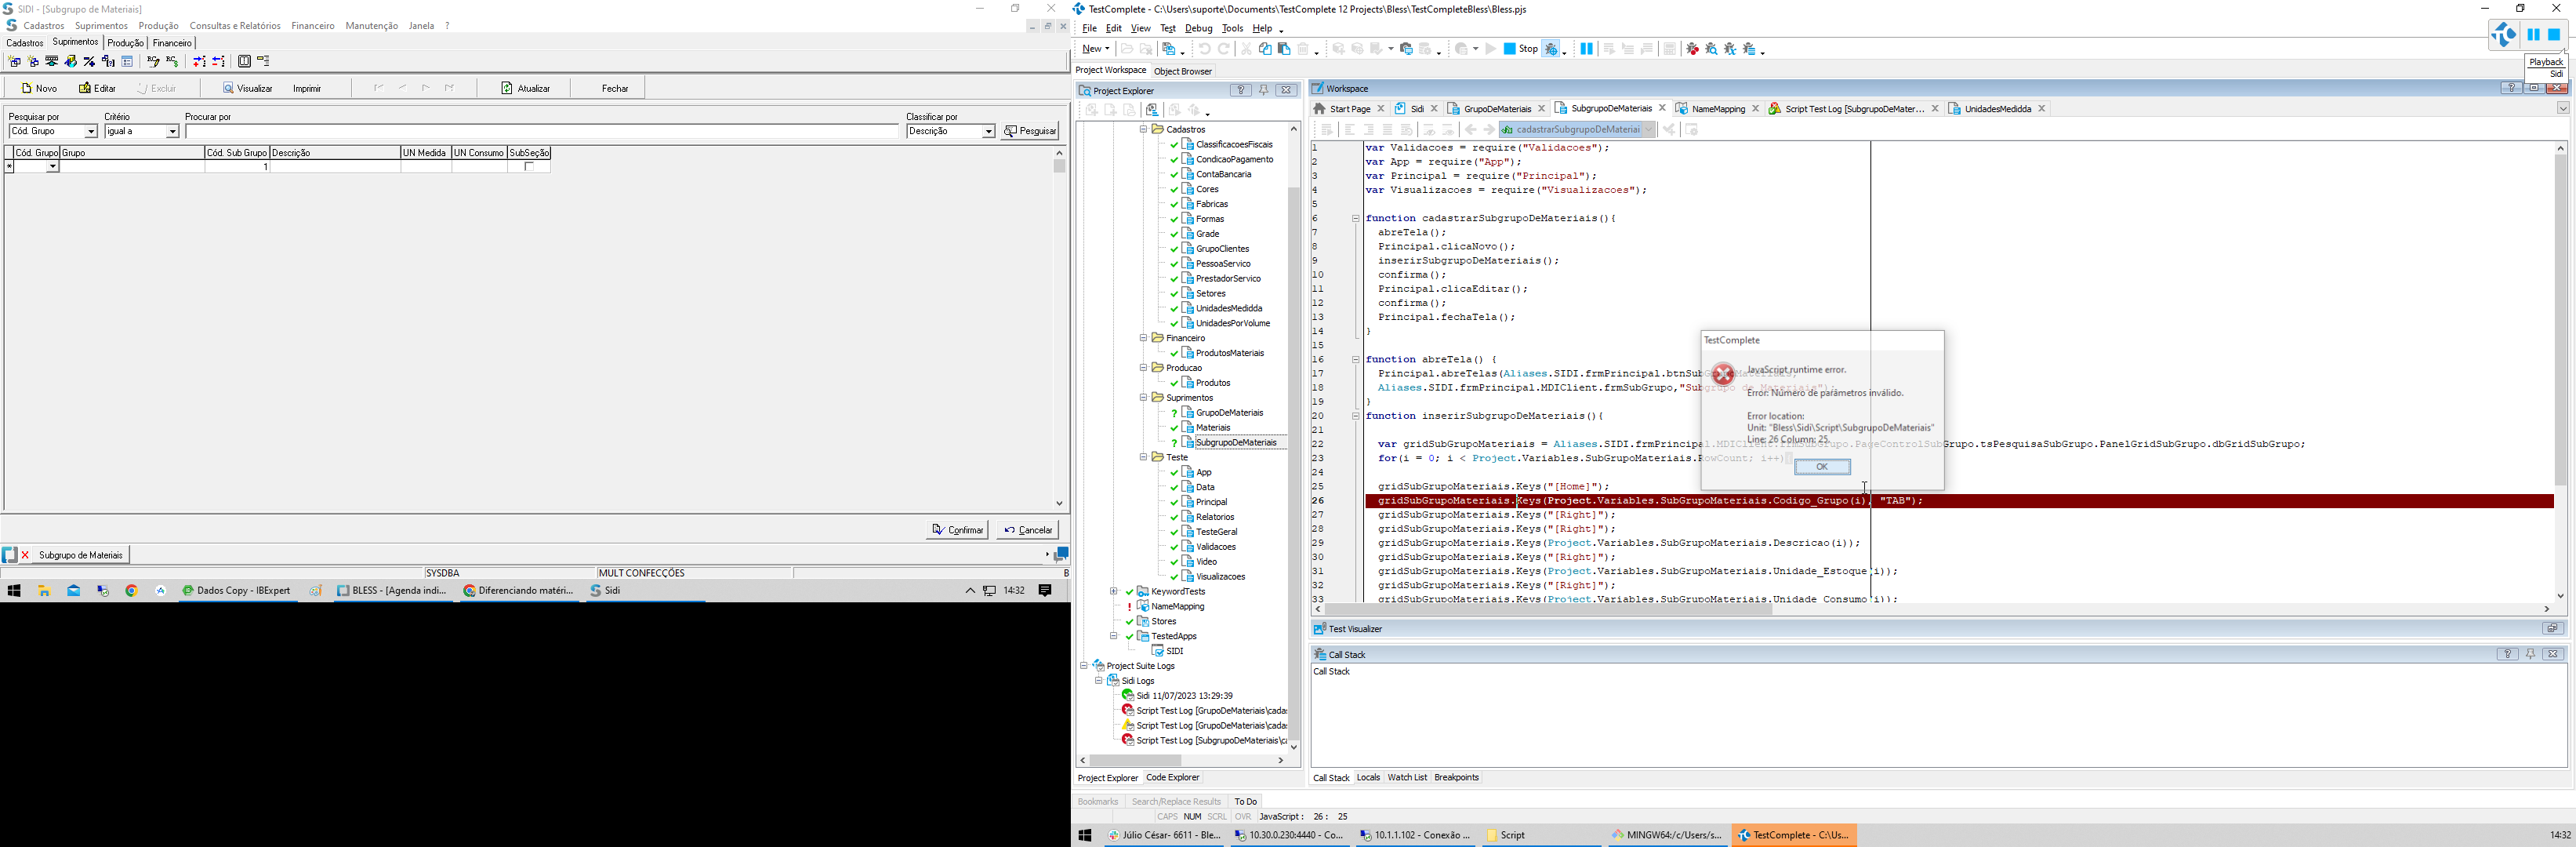 SIDI - [Subgrupo de Materiais]
Cadastros Suprimentos Produção Consultas e Relatórios Financeiro Manutenção Janela ?
Cadastros Suprimentos Produção Financeiro
Novo Editar Excluir Visualizar Imprimir Atualizar Fechar
Pesquisar por Critério Procurar por Classificar por
Cód. Grupo igual a Descrição Pesquisar
Cód. Grupo Grupo Cód. Sub Grupo Descrição UN Medida UN Consumo SubSeção
1
Confirmar Cancelar
Subgrupo de Materiais
SYSDBA MULT CONFECÇÕES B
Dados Copy - IBExpert BLESS - [Agenda indi... Diferenciando matéri... Sidi 14:32
TestComplete - C:\Users\suporte\Documents\TestComplete 12 Projects\Bless\TestCompleteBless\Bless.pjs
File Edit View Test Debug Tools Help
New Stop
Playback
Sidi
Project Workspace Object Browser
Project Explorer
Cadastros
ClassificacoesFiscais
CondicaoPagamento
ContaBancaria
Cores
Fabricas
Formas
Grade
GrupoClientes
PessoaServico
PrestadorServico
Setores
UnidadesMedidda
UnidadesPorVolume
Financeiro
ProdutosMateriais
Producao
Produtos
Suprimentos
GrupoDeMateriais
Materiais
SubgrupoDeMateriais
Teste
App
Data
Principal
Relatorios
TesteGeral
Validacoes
Video
Visualizacoes
KeywordTests
NameMapping
Stores
TestedApps
SIDI
Project Suite Logs
Sidi Logs
Sidi 11/07/2023 13:29:39
Script Test Log [GrupoDeMateriais\cada
Script Test Log [GrupoDeMateriais\cada
Script Test Log [SubgrupoDeMateriais\ca
Project Explorer Code Explorer
Workspace
Start Page Sidi GrupoDeMateriais SubgrupoDeMateriais NameMapping Script Test Log [SubgrupoDeMater... UnidadesMedidda
cadastrarSubgrupoDeMateriai
1 var Validacoes = require("Validacoes");
2 var App = require("App");
3 var Principal = require("Principal");
4 var Visualizacoes = require("Visualizacoes");
5
6 function cadastrarSubgrupoDeMateriais(){
7 abreTela();
8 Principal.clicaNovo();
9 inserirSubgrupoDeMateriais();
10 confirma();
11 Principal.clicaEditar();
12 confirma();
13 Principal.fechaTela();
14 }
15
16 function abreTela() {
17 Principal.abreTelas(Aliases.SIDI.frmPrincipal.btnSubGrupoMateriais,
18 Aliases.SIDI.frmPrincipal.MDIClient.frmSubGrupo,"Subgrupo de Materiais");
19 }
20 function inserirSubgrupoDeMateriais(){
21
22 var gridSubGrupoMateriais = Aliases.SIDI.frmPrincipal.MDIClient.frmSubGrupo.PageControlSubGrupo.tsPesquisaSubGrupo.PanelGridSubGrupo.dbGridSubGrupo;
23 for(i = 0; i < Project.Variables.SubGrupoMateriais.RowCount; i++){
24
25 gridSubGrupoMateriais.Keys("[Home]");
26 gridSubGrupoMateriais.Keys(Project.Variables.SubGrupoMateriais.Codigo_Grupo(i), "TAB");
27 gridSubGrupoMateriais.Keys("[Right]");
28 gridSubGrupoMateriais.Keys("[Right]");
29 gridSubGrupoMateriais.Keys(Project.Variables.SubGrupoMateriais.Descricao(i));
30 gridSubGrupoMateriais.Keys("[Right]");
31 gridSubGrupoMateriais.Keys(Project.Variables.SubGrupoMateriais.Unidade_Estoque(i));
32 gridSubGrupoMateriais.Keys("[Right]");
33 gridSubGrupoMateriais.Keys(Project.Variables.SubGrupoMateriais.Unidade_Consumo(i));
TestComplete
JavaScript runtime error.
Error: Número de parâmetros inválido.
Error location:
Unit: "Bless\Sidi\Script\SubgrupoDeMateriais"
Line: 26 Column: 25.
OK
Test Visualizer
Call Stack
Call Stack
Call Stack Locals Watch List Breakpoints
Bookmarks Search/Replace Results To Do
CAPS NUM SCRL OVR JavaScript : 26 : 25
Júlio César- 6611 - Ble... 10.30.0.230:4440 - Co... 10.1.1.102 - Conexão ... Script MINGW64:/c/Users/s... TestComplete - C:\Us... 14:32